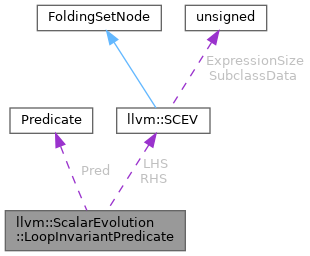 FoldingSetNode
unsigned
ExpressionSize
SubclassData
Predicate
llvm::SCEV
Pred
LHS
RHS
llvm::ScalarEvolution
::LoopInvariantPredicate